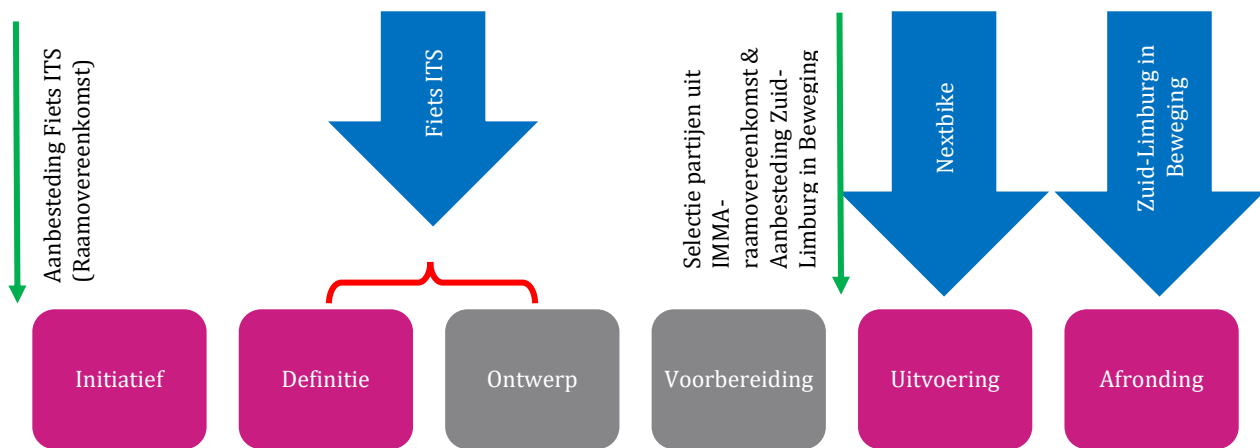 Aanbesteding Fiets ITS
(Raamovereenkomst)
Fiets ITS
Selectie partijen uit
IMMA-
raamovereenkomst &
Aanbesteding Zuid-
Limburg in Beweging
Nextbike
Zuid-Limburg in
Beweging
Initiatief
Definitie
Ontwerp
Voorbereiding
Uitvoering
Afronding